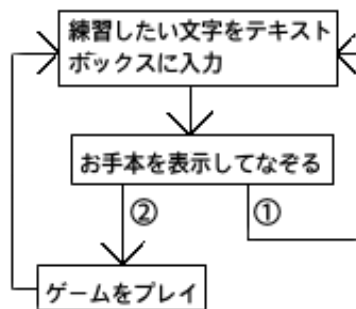 練習したい文字をテキスト
ボックスに入力
お手本を表示してなぞる
②
①
ゲームをプレイ